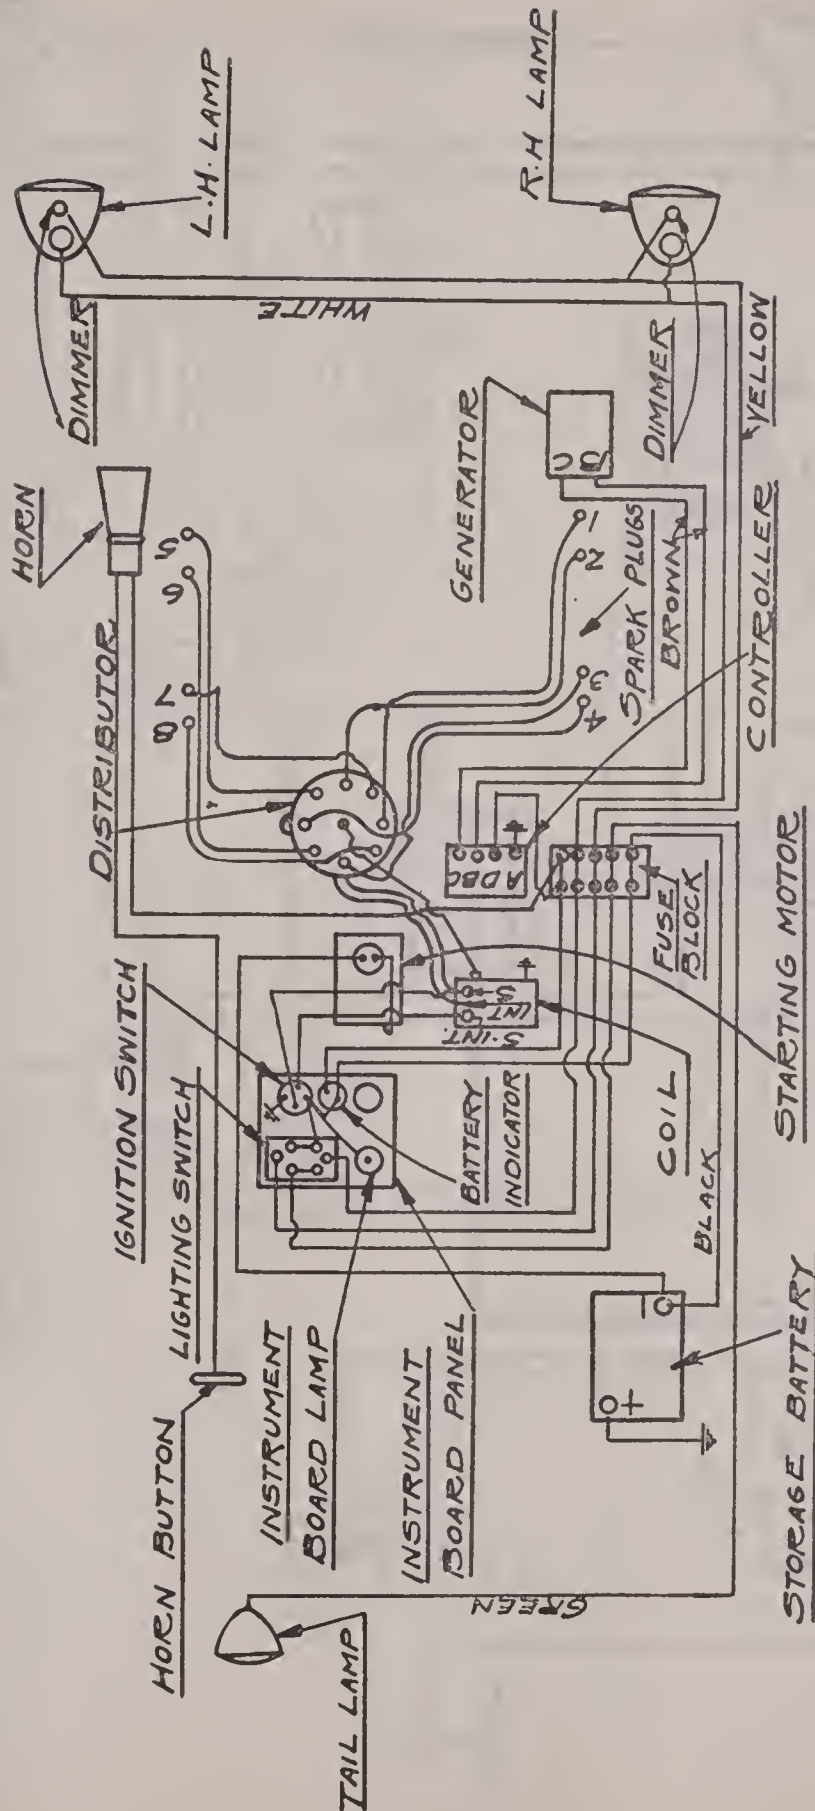 L.H. LAMP
R.H LAMP
DIMMER
WHITE
DIMMER
YELLOW
HORN
GENERATOR
B C
5
6
7
8
1
2
3
4
SPARK PLUGS
BROWN
CONTROLLER
DISTRIBUTOR
A D B C
FUSE
BLOCK
STARTING MOTOR
IGNITION SWITCH
LIGHTING SWITCH
BATTERY
INDICATOR
S
INT
S.INT.
COIL
BLACK
HORN BUTTON
INSTRUMENT
BOARD LAMP
INSTRUMENT
BOARD PANEL
+
−
STORAGE BATTERY
GREEN
TAIL LAMP